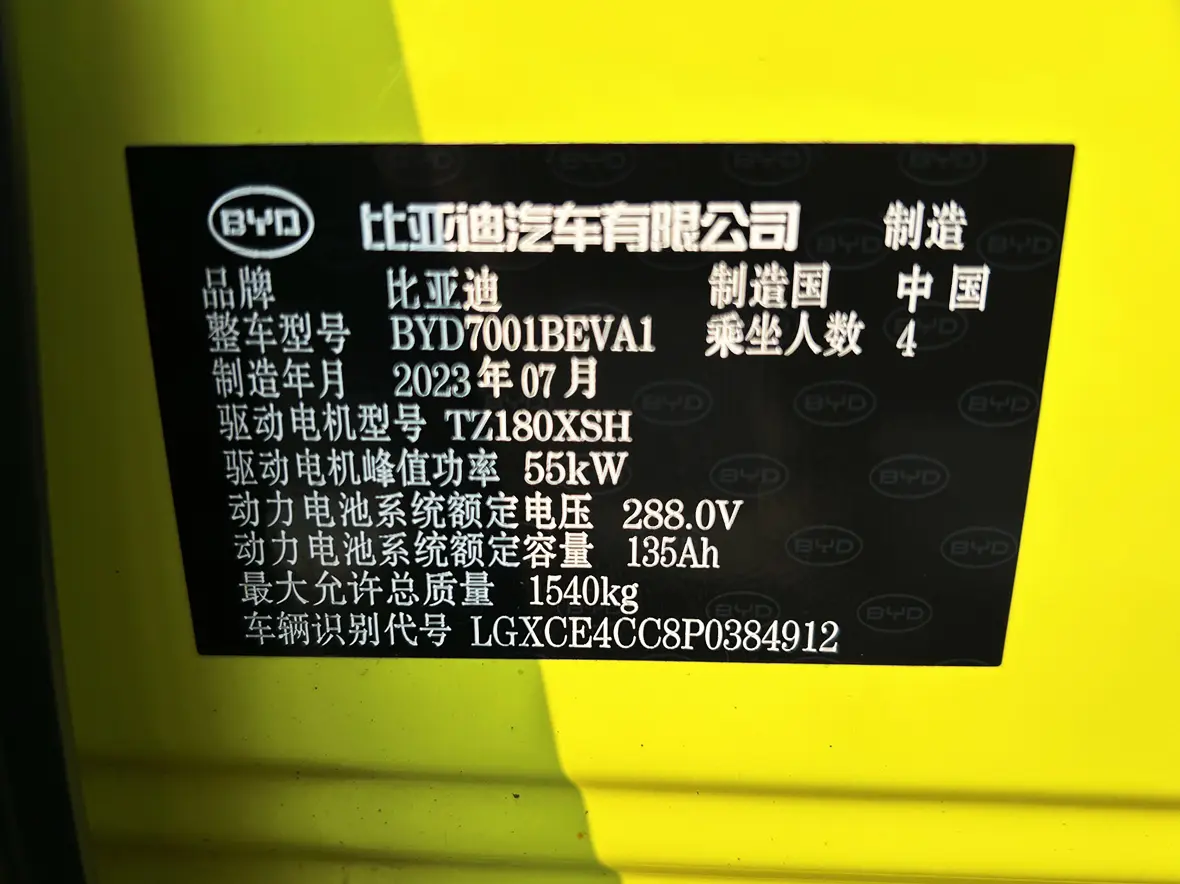 BYD 比亚迪汽车有限公司 制造
品牌 比亚迪 制造国 中国
整车型号 BYD7001BEVA1 乘坐人数 4
制造年月 2023年07月
驱动电机型号 TZ180XSH
驱动电机峰值功率 55kW
动力电池系统额定电压 288.0V
动力电池系统额定容量 135Ah
最大允许总质量 1540kg
车辆识别代号 LGXCE4CC8P0384912